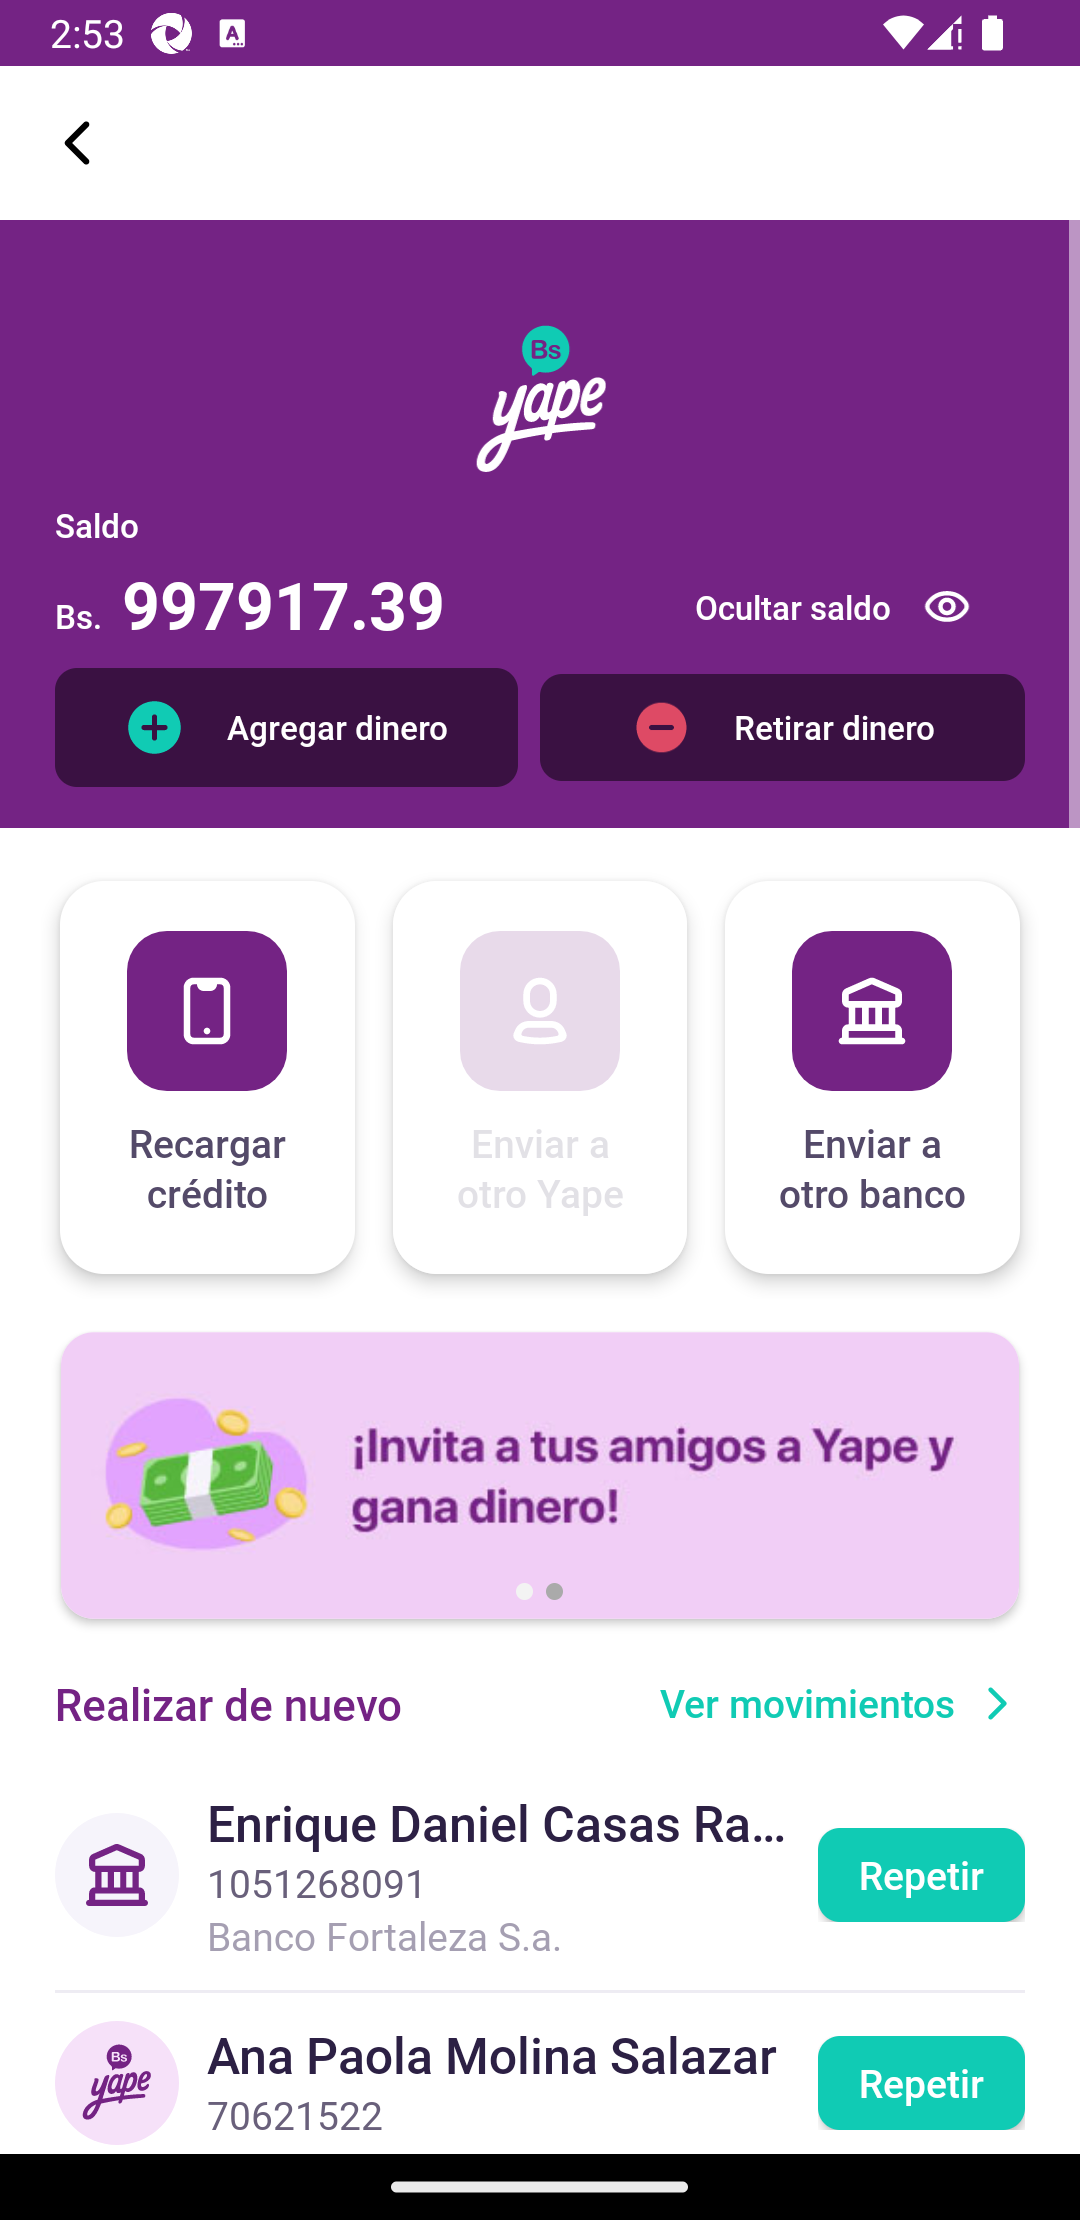 2:53
Bs
yape
Saldo
Bs. 997917.39
Ocultar saldo
Agregar dinero
Retirar dinero
Recargar
crédito
Enviar a
otro Yape
Enviar a
otro banco
¡Invita a tus amigos a Yape y
gana dinero!
Realizar de nuevo
Ver movimientos
Enrique Daniel Casas Ra...
1051268091
Banco Fortaleza S.a.
Repetir
Bs
yape
Ana Paola Molina Salazar
70621522
Repetir